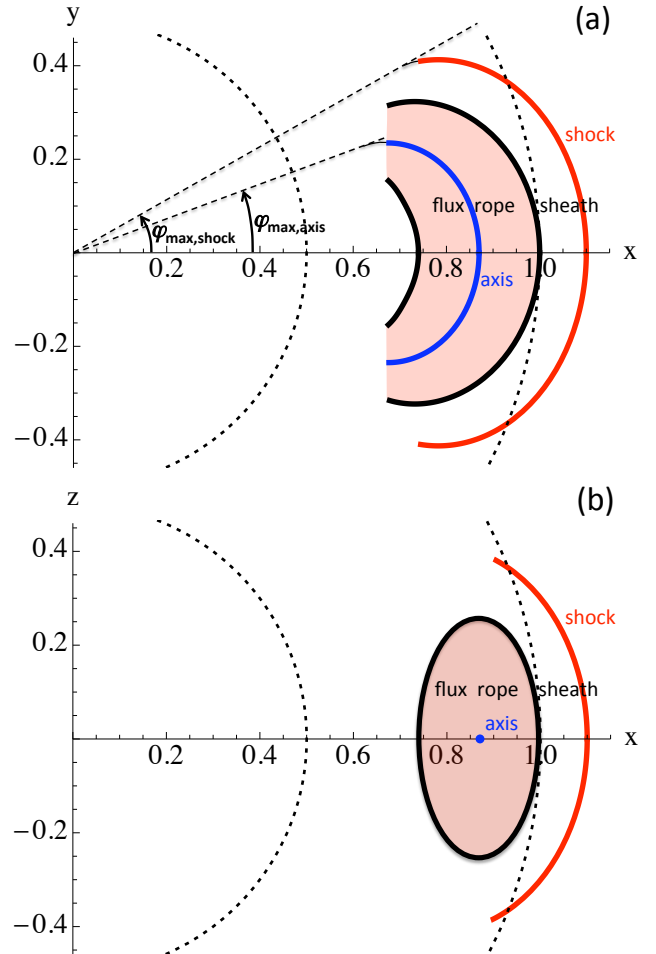 y
(a)
0.4
shock
0.2
φmax,shock
φmax,axis
flux rope
sheath
x
0.2
0.4
0.6
0.8
1.0
axis
−0.2
−0.4
z
(b)
0.4
shock
0.2
flux rope
sheath
axis
x
0.2
0.4
0.6
0.8
1.0
−0.2
−0.4